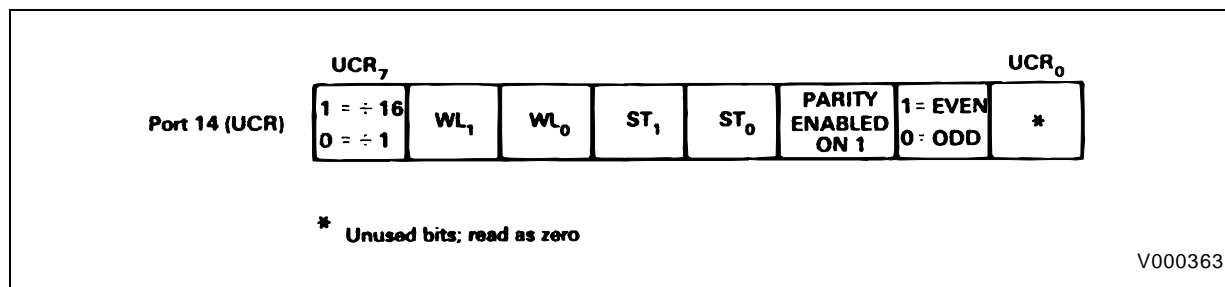 UCR₇ UCR₀
Port 14 (UCR)
1 = ÷ 16
0 = ÷ 1
WL₁
WL₀
ST₁
ST₀
PARITY
ENABLED
ON 1
1 = EVEN
0 = ODD
*
* Unused bits; read as zero
V000363